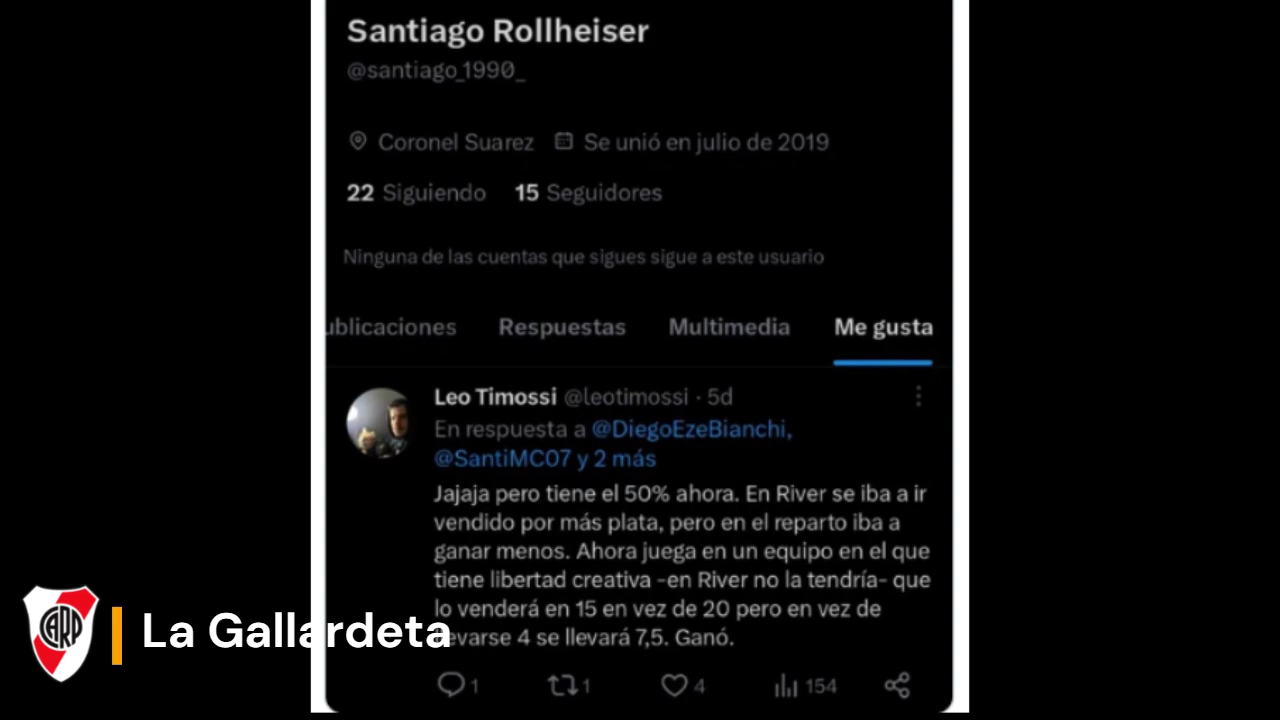 Santiago Rollheiser
@santiago_1990_
Coronel Suarez Se unió en julio de 2019
22 Siguiendo 15 Seguidores
Ninguna de las cuentas que sigues sigue a este usuario
ublicaciones Respuestas Multimedia Me gusta
Leo Timossi @leotimossi · 5d
En respuesta a @DiegoEzeBianchi,
@SantiMC07 y 2 más
Jajaja pero tiene el 50% ahora. En River se iba a ir
vendido por más plata, pero en el reparto iba a
ganar menos. Ahora juega en un equipo en el que
tiene libertad creativa -en River no la tendría- que
lo venderá en 15 en vez de 20 pero en vez de
llevarse 4 se llevará 7,5. Ganó.
1 1 4 154
CARP
La Gallardeta